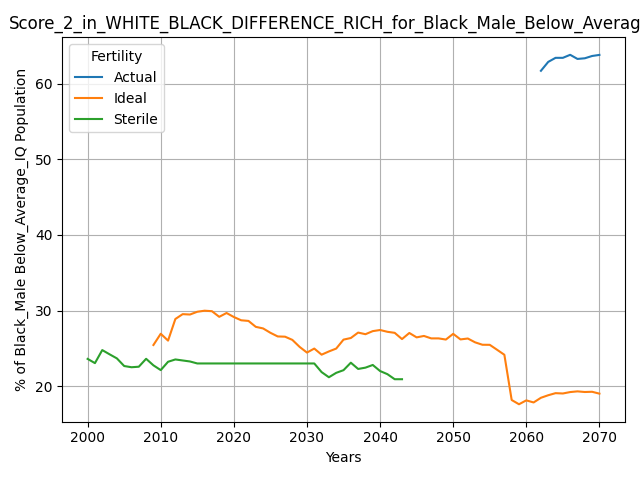 Score_2_in_WHITE_BLACK_DIFFERENCE_RICH_for_Black_Male_Below_Averag
% of Black_Male Below_Average_IQ Population
60
50
40
30
20
Fertility
Actual
Ideal
Sterile
2000 2010 2020 2030 2040 2050 2060 2070
Years